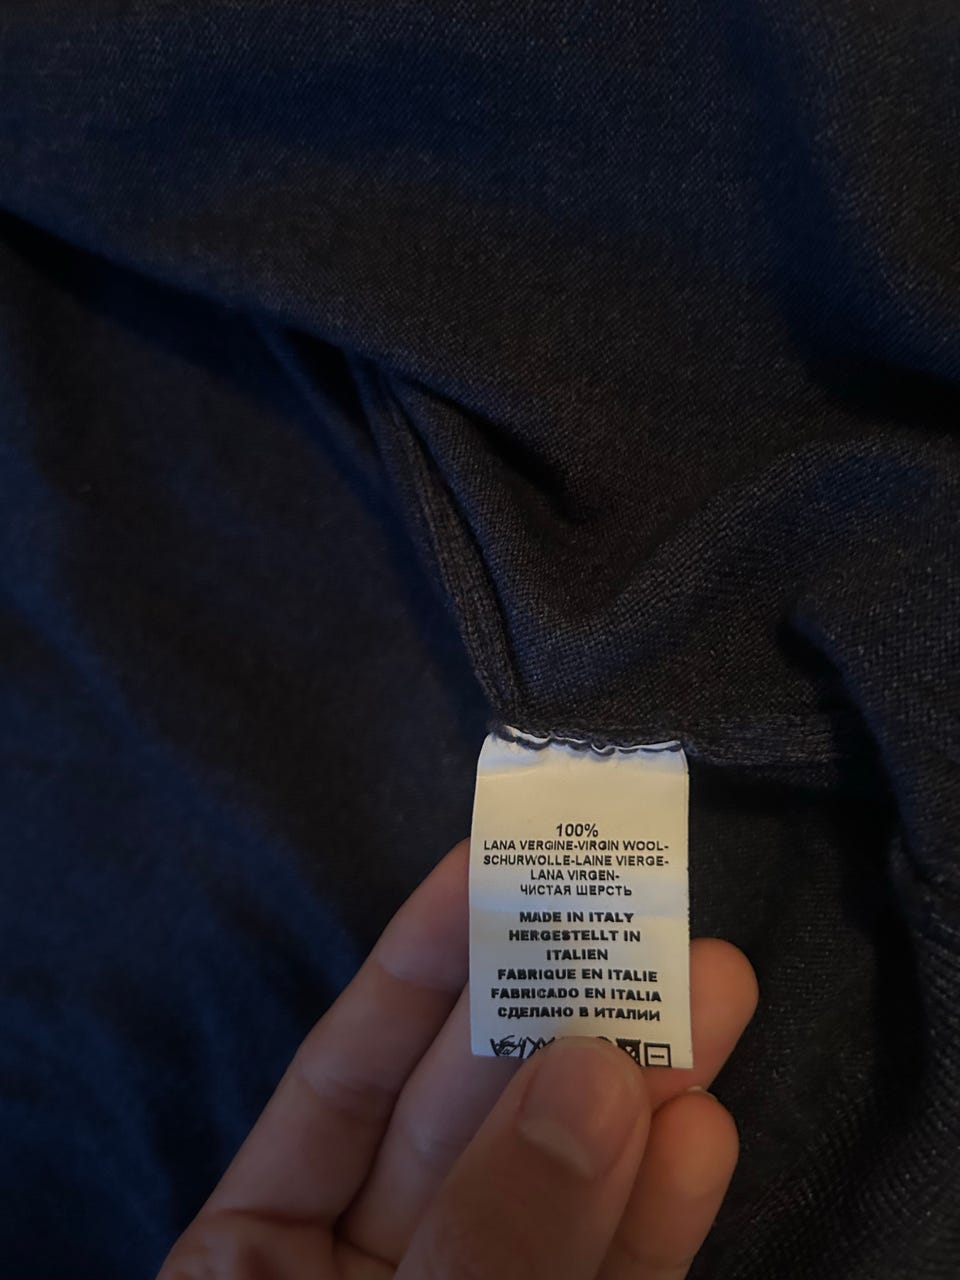 100%
LANA VERGINE-VIRGIN WOOL-
SCHURWOLLE-LAINE VIERGE-
LANA VIRGEN-
ЧИСТАЯ ШЕРСТЬ
MADE IN ITALY
HERGESTELLT IN
ITALIEN
FABRIQUE EN ITALIE
FABRICADO EN ITALIA
СДЕЛАНО В ИТАЛИИ